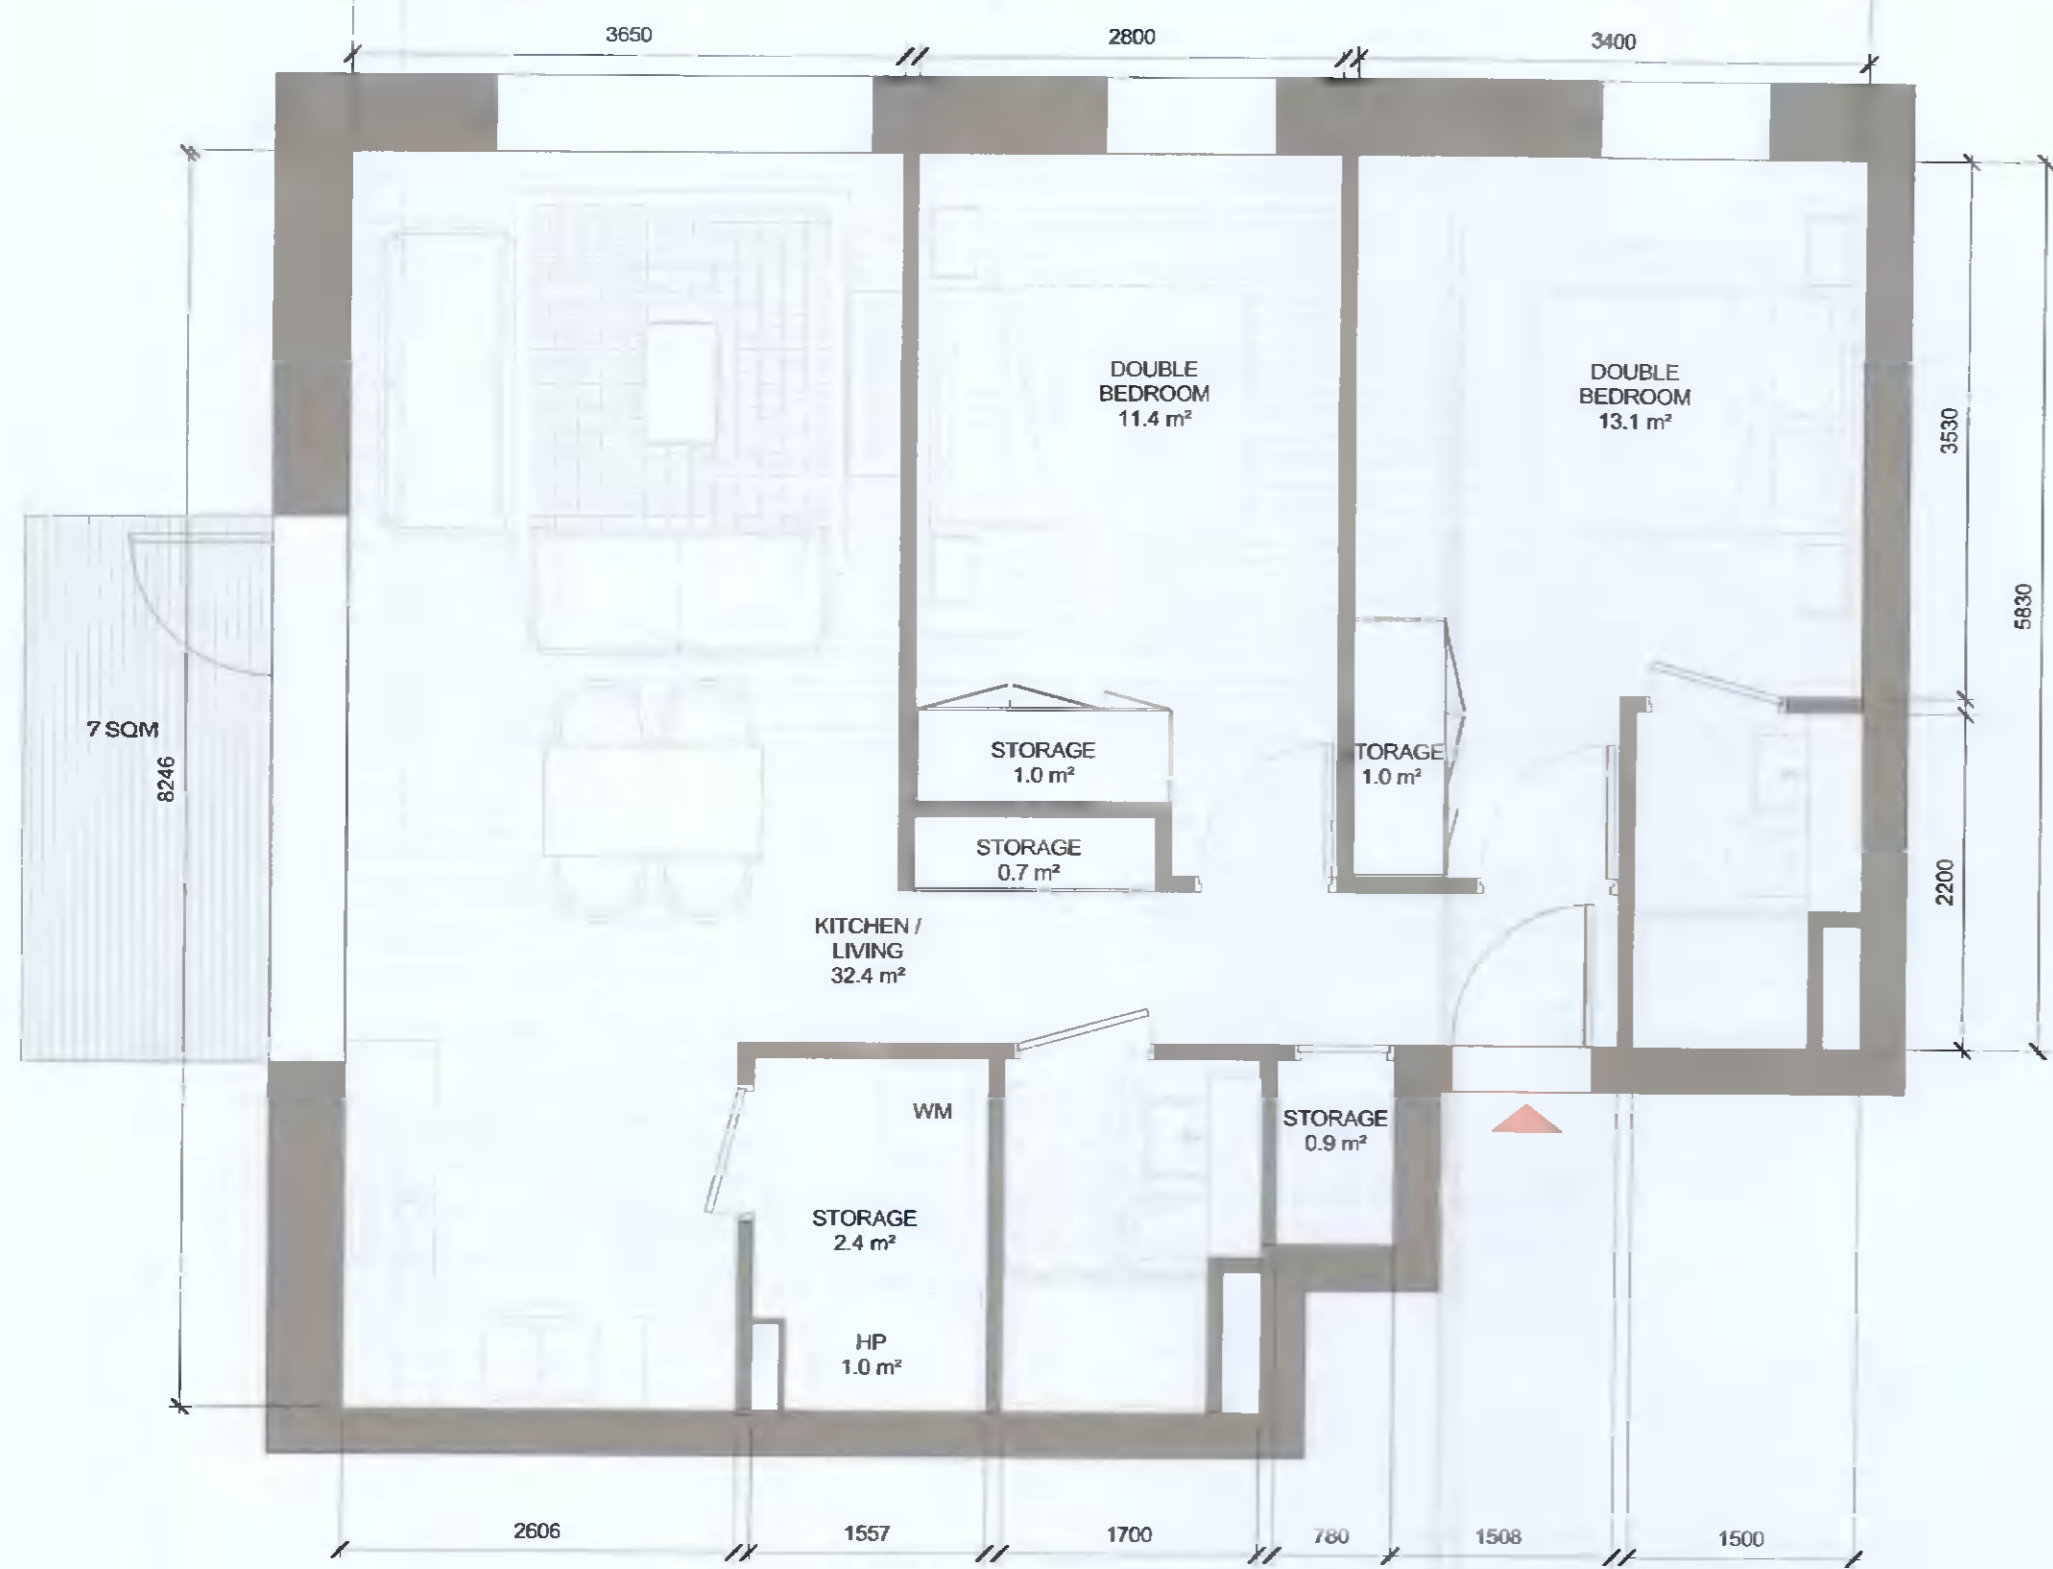 3650
2800
3400
DOUBLE
BEDROOM
11.4 m²
DOUBLE
BEDROOM
13.1 m²
3530
5830
7 SQM
8246
STORAGE
1.0 m²
TORAGE
1.0 m²
STORAGE
0.7 m²
2200
KITCHEN /
LIVING
32.4 m²
WM
STORAGE
0.9 m²
STORAGE
2.4 m²
HP
1.0 m²
2606
1557
1700
780
1508
1500